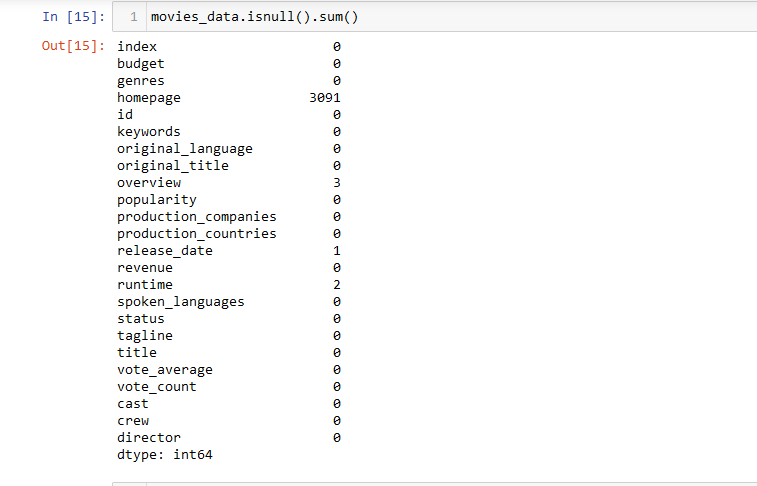 In [15]: 1 movies_data.isnull().sum()
Out[15]: index 0
budget 0
genres 0
homepage 3091
id 0
keywords 0
original_language 0
original_title 0
overview 3
popularity 0
production_companies 0
production_countries 0
release_date 1
revenue 0
runtime 2
spoken_languages 0
status 0
tagline 0
title 0
vote_average 0
vote_count 0
cast 0
crew 0
director 0
dtype: int64